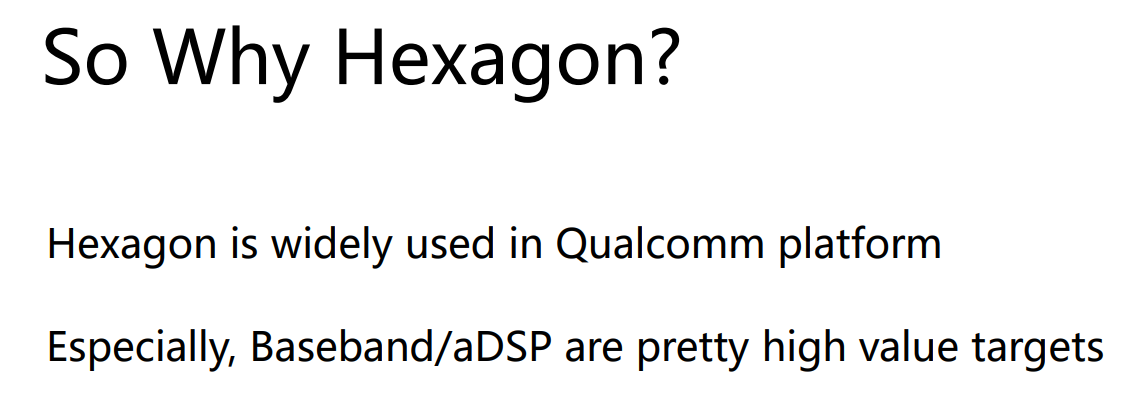 So Why Hexagon?
Hexagon is widely used in Qualcomm platform
Especially, Baseband/aDSP are pretty high value targets